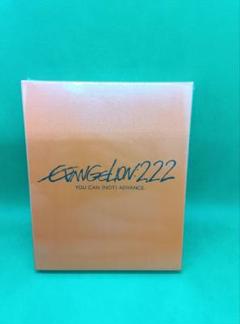 EVANGELION 2.22
YOU CAN (NOT) ADVANCE.